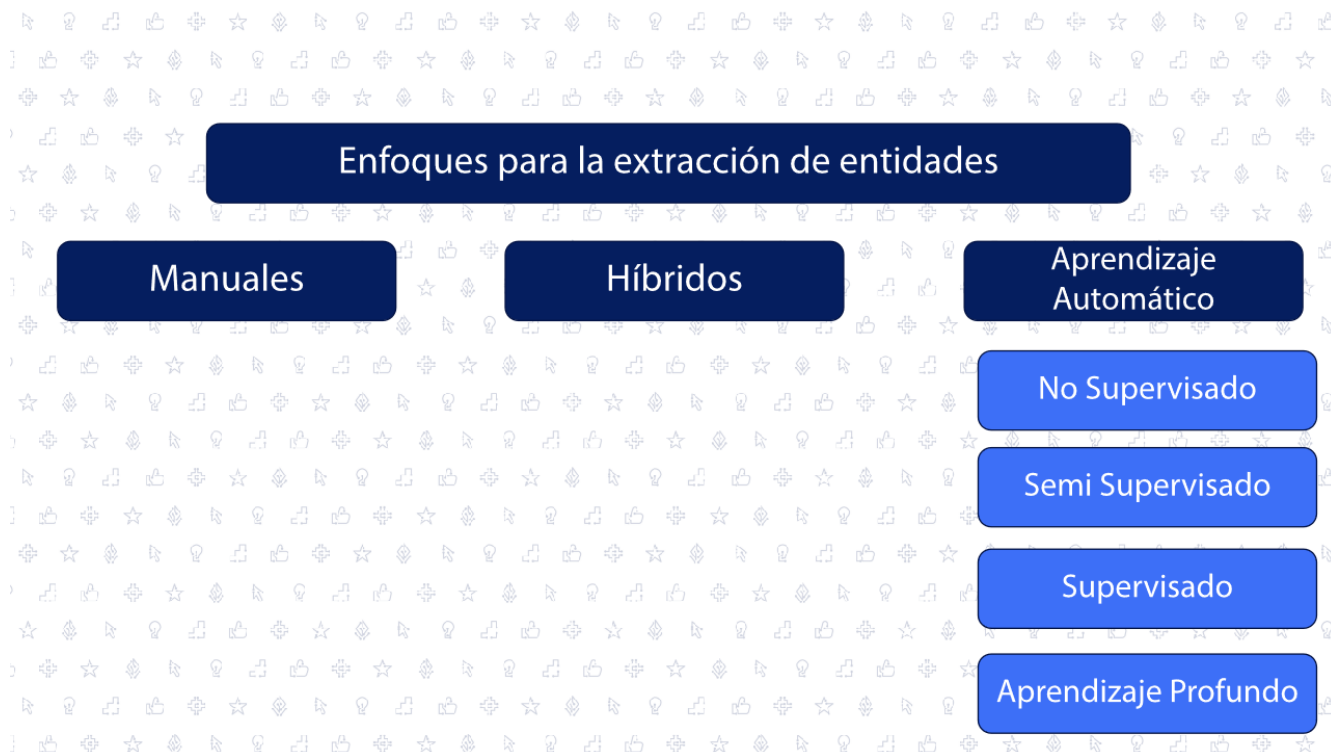 Enfoques para la extracción de entidades
Manuales
Híbridos
Aprendizaje
Automático
No Supervisado
Semi Supervisado
Supervisado
Aprendizaje Profundo